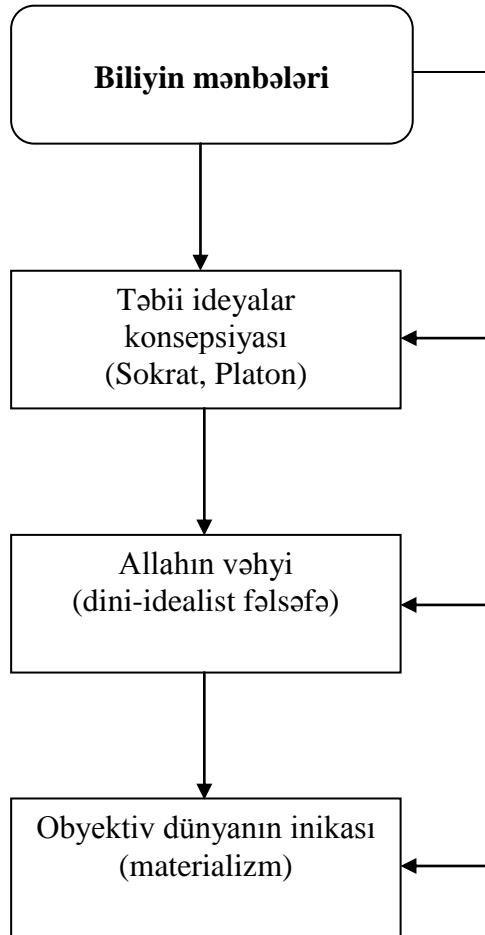 Biliyin mənbələri
Təbii ideyalar
konsepsiyası
(Sokrat, Platon)
Allahın vəhyi
(dini-idealist fəlsəfə)
Obyektiv dünyanın inikası
(materializm)